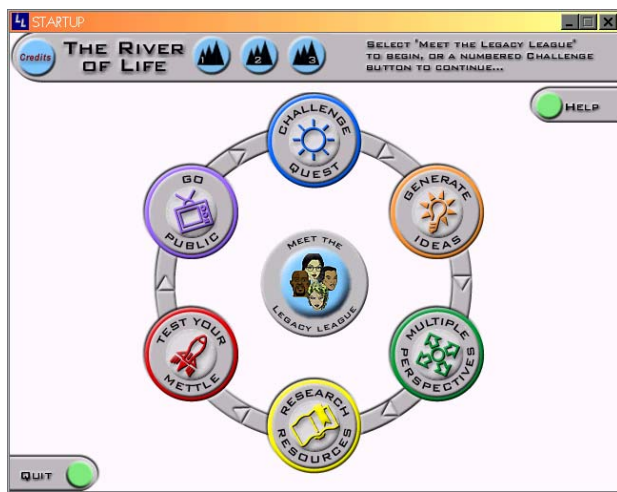 LL STARTUP
Credits
THE RIVER
OF LIFE
1
2
3
SELECT 'MEET THE LEGACY LEAGUE'
TO BEGIN, OR A NUMBERED CHALLENGE
BUTTON TO CONTINUE...
HELP
CHALLENGE
QUEST
GENERATE
IDEAS
MULTIPLE
PERSPECTIVES
RESEARCH
RESOURCES
TEST YOUR
METTLE
GO
PUBLIC
MEET THE
LEGACY LEAGUE
QUIT